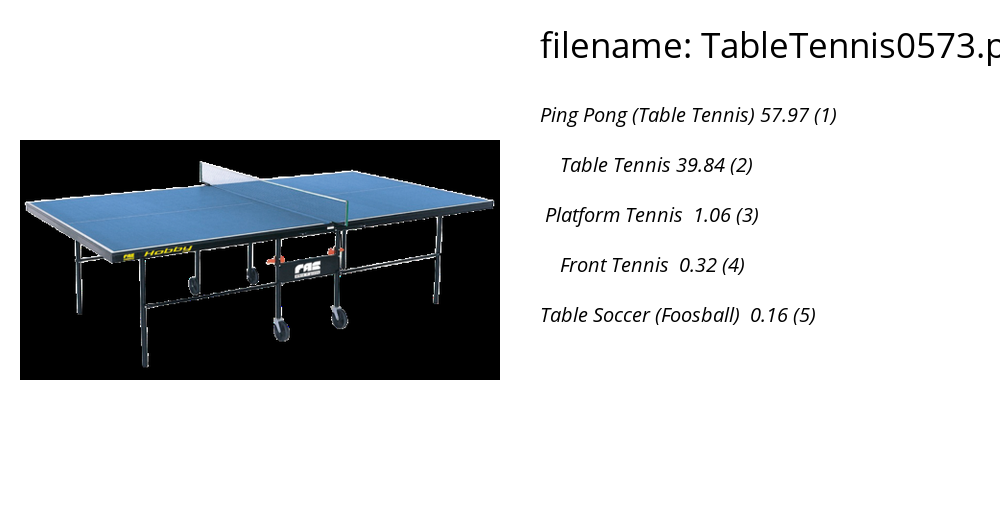 filename: TableTennis0573.p
Ping Pong (Table Tennis) 57.97 (1)
Table Tennis 39.84 (2)
Platform Tennis 1.06 (3)
Front Tennis 0.32 (4)
Table Soccer (Foosball) 0.16 (5)
Hobby